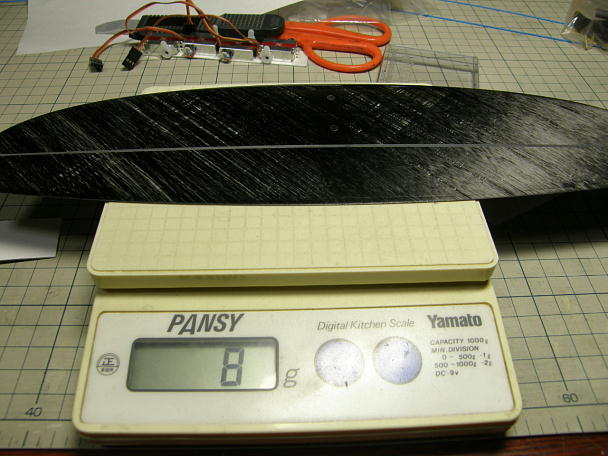 PANSY
Digital Kitchen Scale
Yamato
CAPACITY 1000g
MIN. DIVISION
0 - 500g -1g
500 - 1000g -2g
DC 9v
正
8
g
40
60